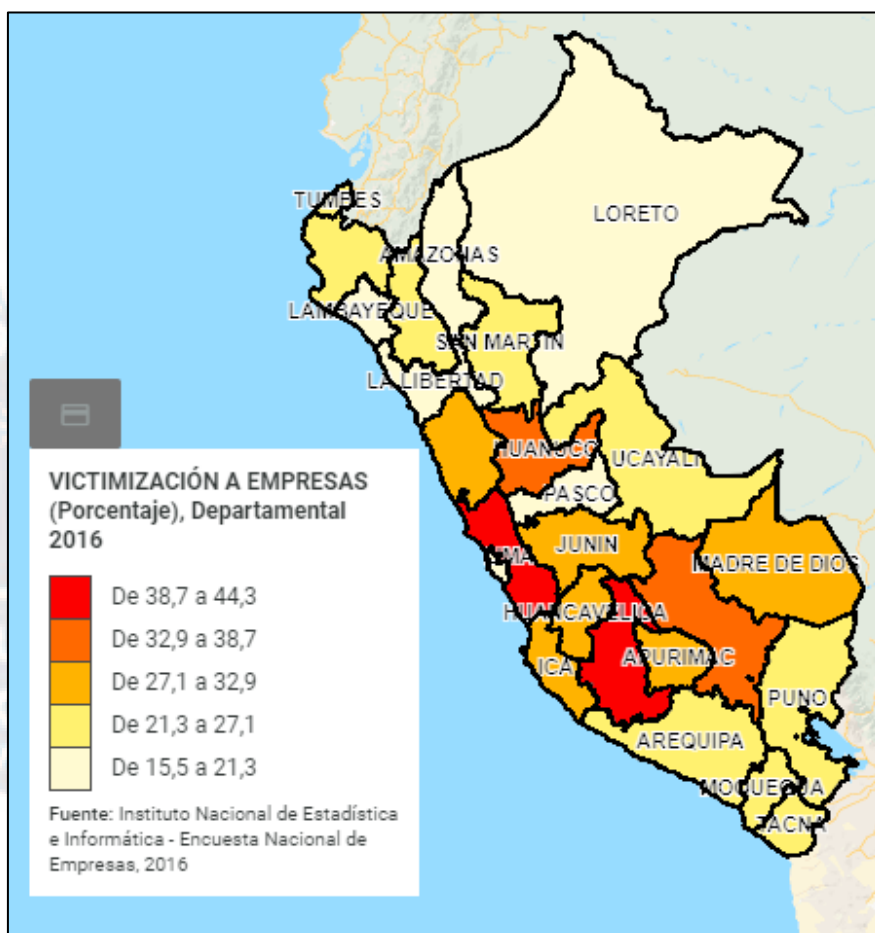 TUMBES
LORETO
AMAZONAS
LAMBAYEQUE
SAN MARTIN
LA LIBERTAD
HUANUCO
UCAYALI
PASCO
JUNIN
MADRE DE DIOS
HUANCAVELICA
APURIMAC
ICA
PUNO
AREQUIPA
MOQUEGUA
TACNA
VICTIMIZACIÓN A EMPRESAS
(Porcentaje), Departamental
2016
De 38,7 a 44,3
De 32,9 a 38,7
De 27,1 a 32,9
De 21,3 a 27,1
De 15,5 a 21,3
Fuente: Instituto Nacional de Estadística
e Informática - Encuesta Nacional de
Empresas, 2016